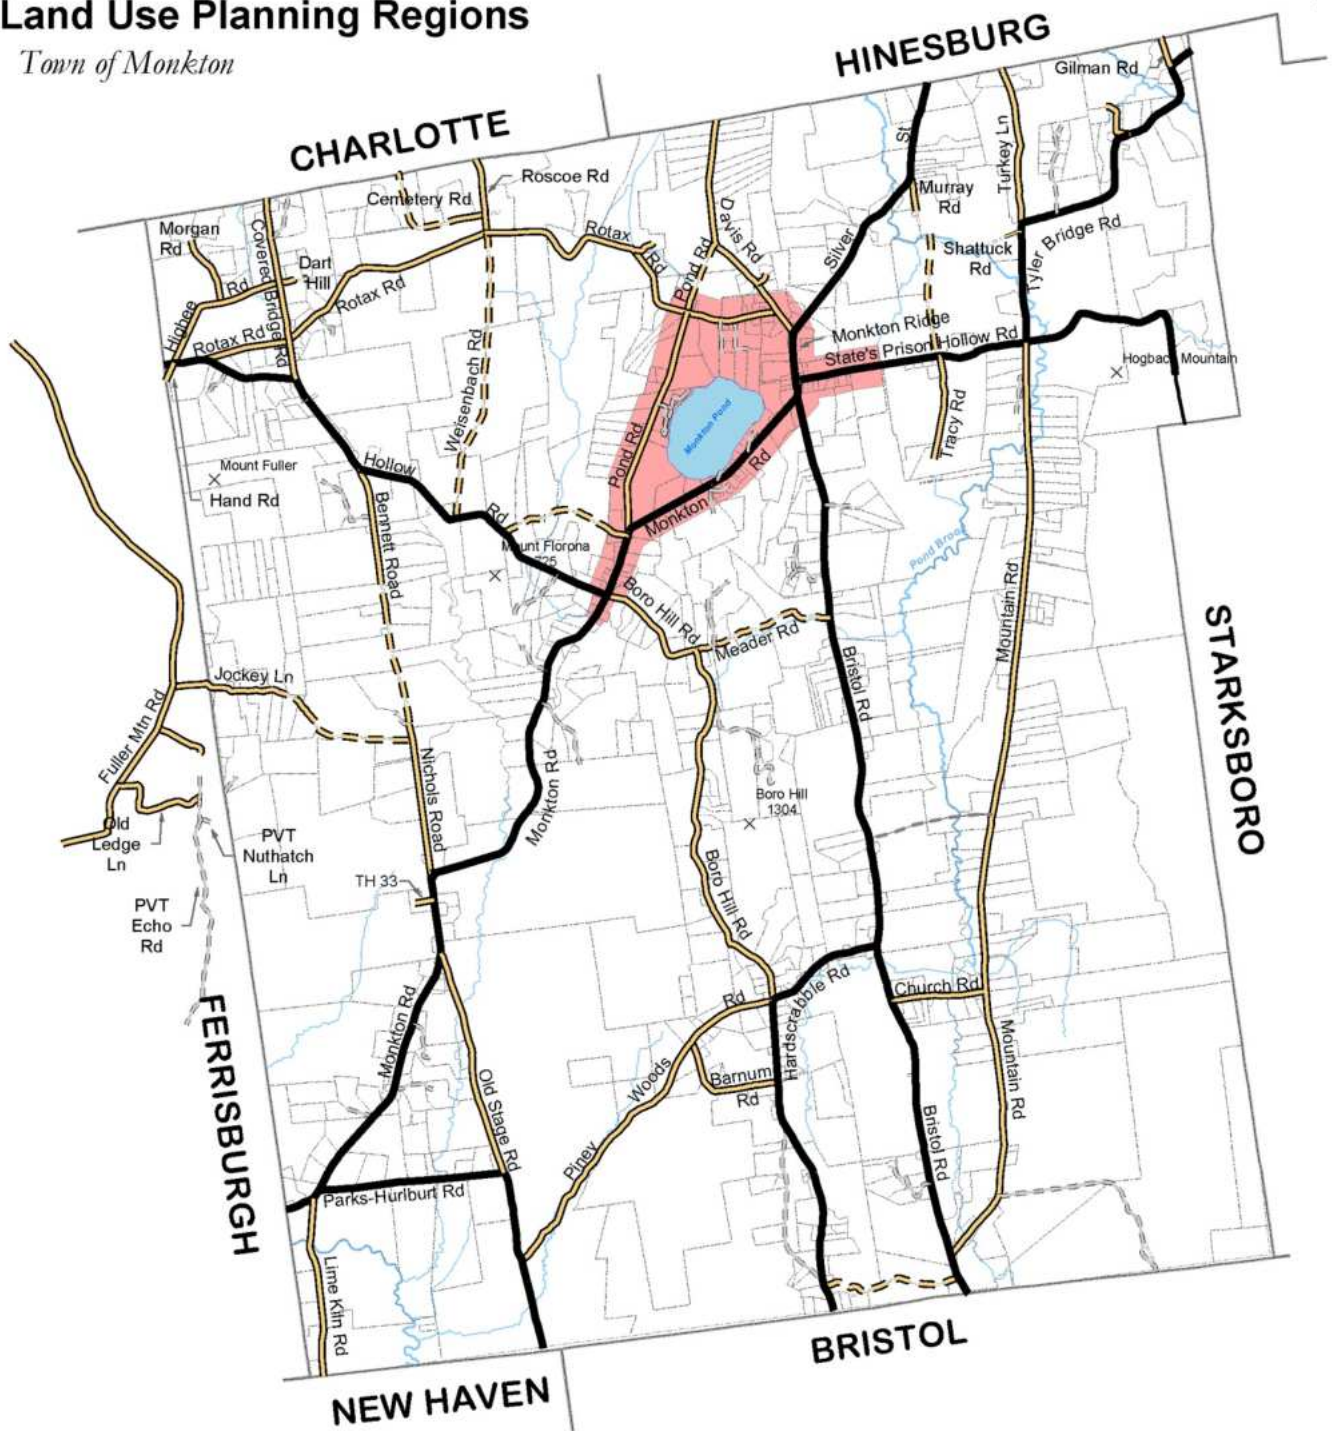 Land Use Planning Regions
Town of Monkton
HINESBURG
CHARLOTTE
Gilman Rd
Roscoe Rd
Cemetery Rd
St
Turkey Ln
Murray
Rd
Morgan
Rd
Covered Bridge Rd
Dart
Hill
Rd
Rotax
Rd
Davis Rd
Pond Rd
Silver
Shattuck
Rd
Tyler Bridge Rd
Higbee
Rotax Rd
Rotax Rd
Weisenbach Rd
Monkton Ridge
State's Prison Hollow Rd
Hogback Mountain
Monkton Pond
Tracy Rd
Pond Rd
Rd
Monkton
Mount Fuller
Hand Rd
Hollow
Rd
Bennett Road
Mount Florona
725
Pond Brook
Boro Hill Rd
Meader Rd
Mountain Rd
Bristol Rd
STARKSBORO
Jockey Ln
Fuller Mtn Rd
Nichols Road
Monkton Rd
Boro Hill
1304
Old
Ledge
Ln
PVT
Nuthatch
Ln
TH 33
PVT
Echo
Rd
Boro Hill Rd
FERRISBURGH
Monkton Rd
Rd
Hardscrabble Rd
Church Rd
Mountain Rd
Old Stage Rd
Woods
Barnum
Rd
Piney
Bristol Rd
Parks-Hurlburt Rd
Lime Kiln Rd
BRISTOL
NEW HAVEN